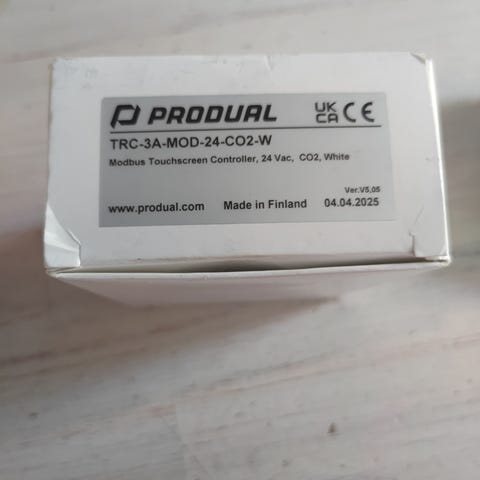 PRODUAL
UK
CA CE
TRC-3A-MOD-24-CO2-W
Modbus Touchscreen Controller, 24 Vac, CO2, White
Ver:V5,05
www.produal.com Made in Finland 04.04.2025